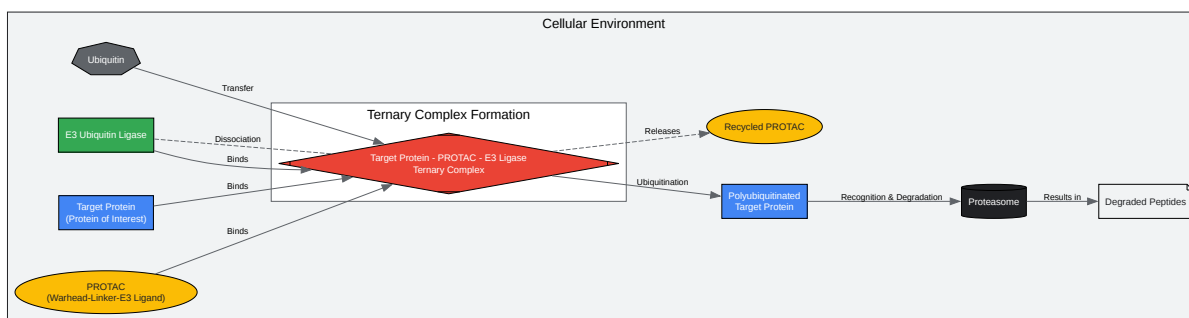 Cellular Environment
Ubiquitin
Transfer
Ternary Complex Formation
E3 Ubiquitin Ligase
Dissociation
Binds
Target Protein - PROTAC - E3 Ligase
Ternary Complex
Releases
Recycled PROTAC
Binds
Target Protein
(Protein of Interest)
Ubiquitination
Polyubiquitinated
Target Protein
Recognition & Degradation
Proteasome
Results in
Degraded Peptides
Binds
PROTAC
(Warhead-Linker-E3 Ligand)